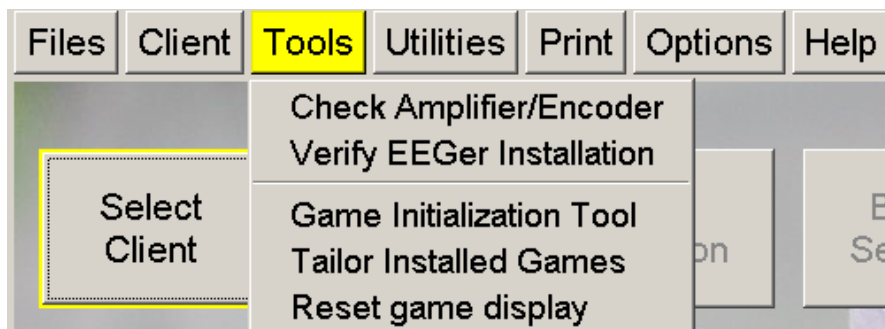 Files Client Tools Utilities Print Options Help
Check Amplifier/Encoder
Verify EEGer Installation
Select
Client
Game Initialization Tool
Tailor Installed Games
Reset game display